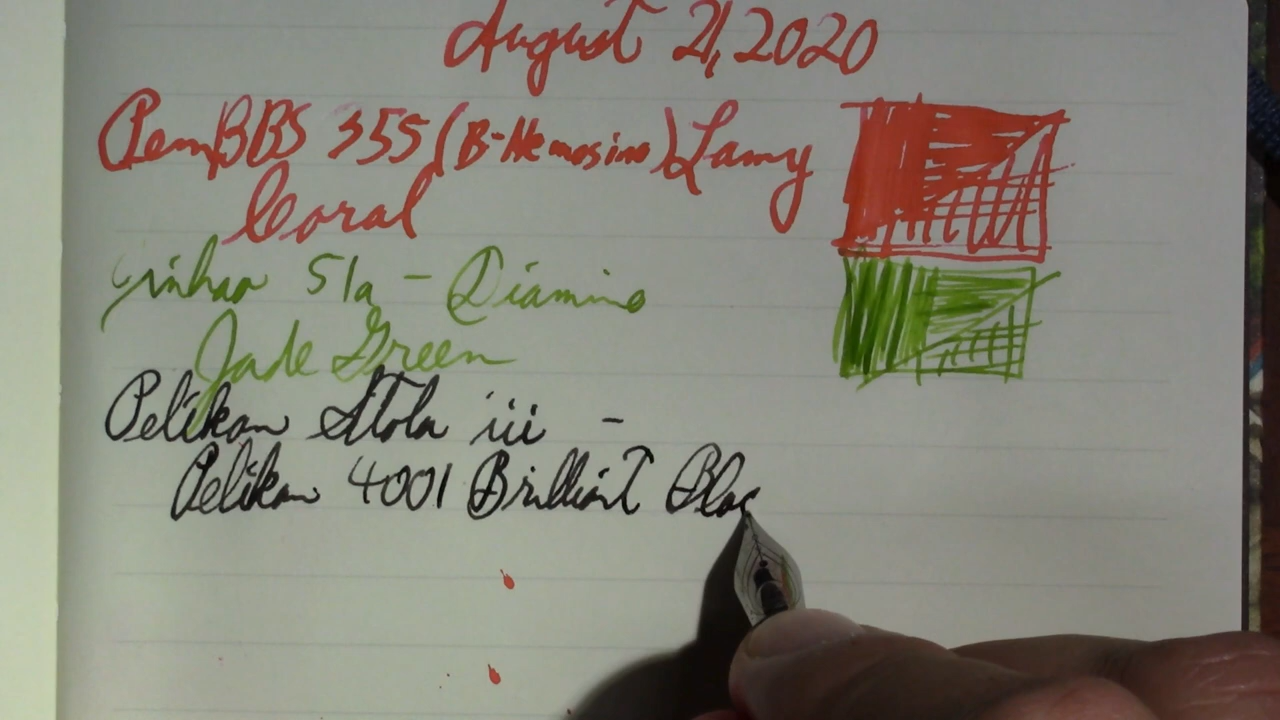 August 21, 2020
PenBBS 355 (B-Hemosino) Lamy
Coral
Jinhao 51a - Diamine
Jade Green
Pelikan Stola iii -
Pelikan 4001 Brilliant Blac